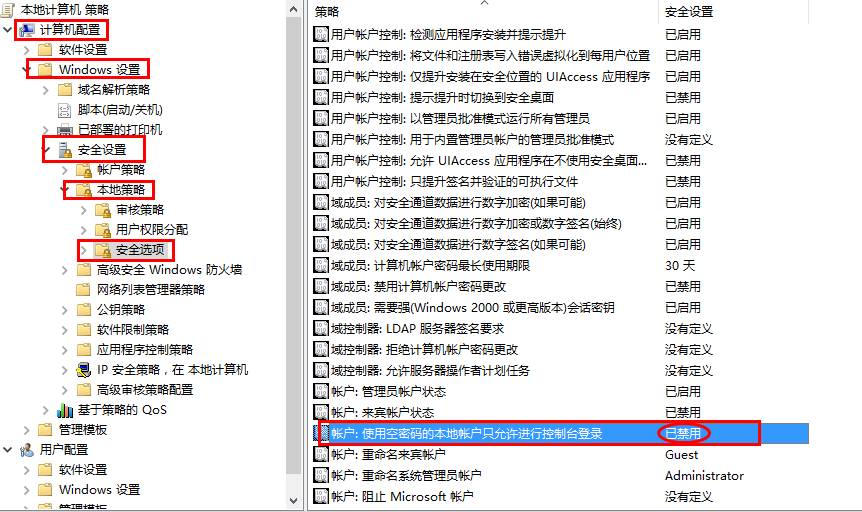 本地计算机 策略
计算机配置
软件设置
Windows 设置
域名解析策略
脚本(启动/关机)
已部署的打印机
安全设置
帐户策略
本地策略
审核策略
用户权限分配
安全选项
高级安全 Windows 防火墙
网络列表管理器策略
公钥策略
软件限制策略
应用程序控制策略
IP 安全策略，在 本地计算机
高级审核策略配置
基于策略的 QoS
管理模板
用户配置
软件设置
Windows 设置
管理模板
策略 安全设置
用户帐户控制: 检测应用程序安装并提示提升 已启用
用户帐户控制: 将文件和注册表写入错误虚拟化到每用户位置 已启用
用户帐户控制: 仅提升安装在安全位置的 UIAccess 应用程序 已启用
用户帐户控制: 提示提升时切换到安全桌面 已禁用
用户帐户控制: 以管理员批准模式运行所有管理员 已启用
用户帐户控制: 用于内置管理员帐户的管理员批准模式 没有定义
用户帐户控制: 允许 UIAccess 应用程序在不使用安全桌面... 已禁用
用户帐户控制: 只提升签名并验证的可执行文件 已禁用
域成员: 对安全通道数据进行数字加密(如果可能) 已启用
域成员: 对安全通道数据进行数字加密或数字签名(始终) 已启用
域成员: 对安全通道数据进行数字签名(如果可能) 已启用
域成员: 计算机帐户密码最长使用期限 30 天
域成员: 禁用计算机帐户密码更改 已禁用
域成员: 需要强(Windows 2000 或更高版本)会话密钥 已启用
域控制器: LDAP 服务器签名要求 没有定义
域控制器: 拒绝计算机帐户密码更改 没有定义
域控制器: 允许服务器操作者计划任务 没有定义
帐户: 管理员帐户状态 已启用
帐户: 来宾帐户状态 已禁用
帐户: 使用空密码的本地帐户只允许进行控制台登录 已禁用
帐户: 重命名来宾帐户 Guest
帐户: 重命名系统管理员帐户 Administrator
帐户: 阻止 Microsoft 帐户 没有定义